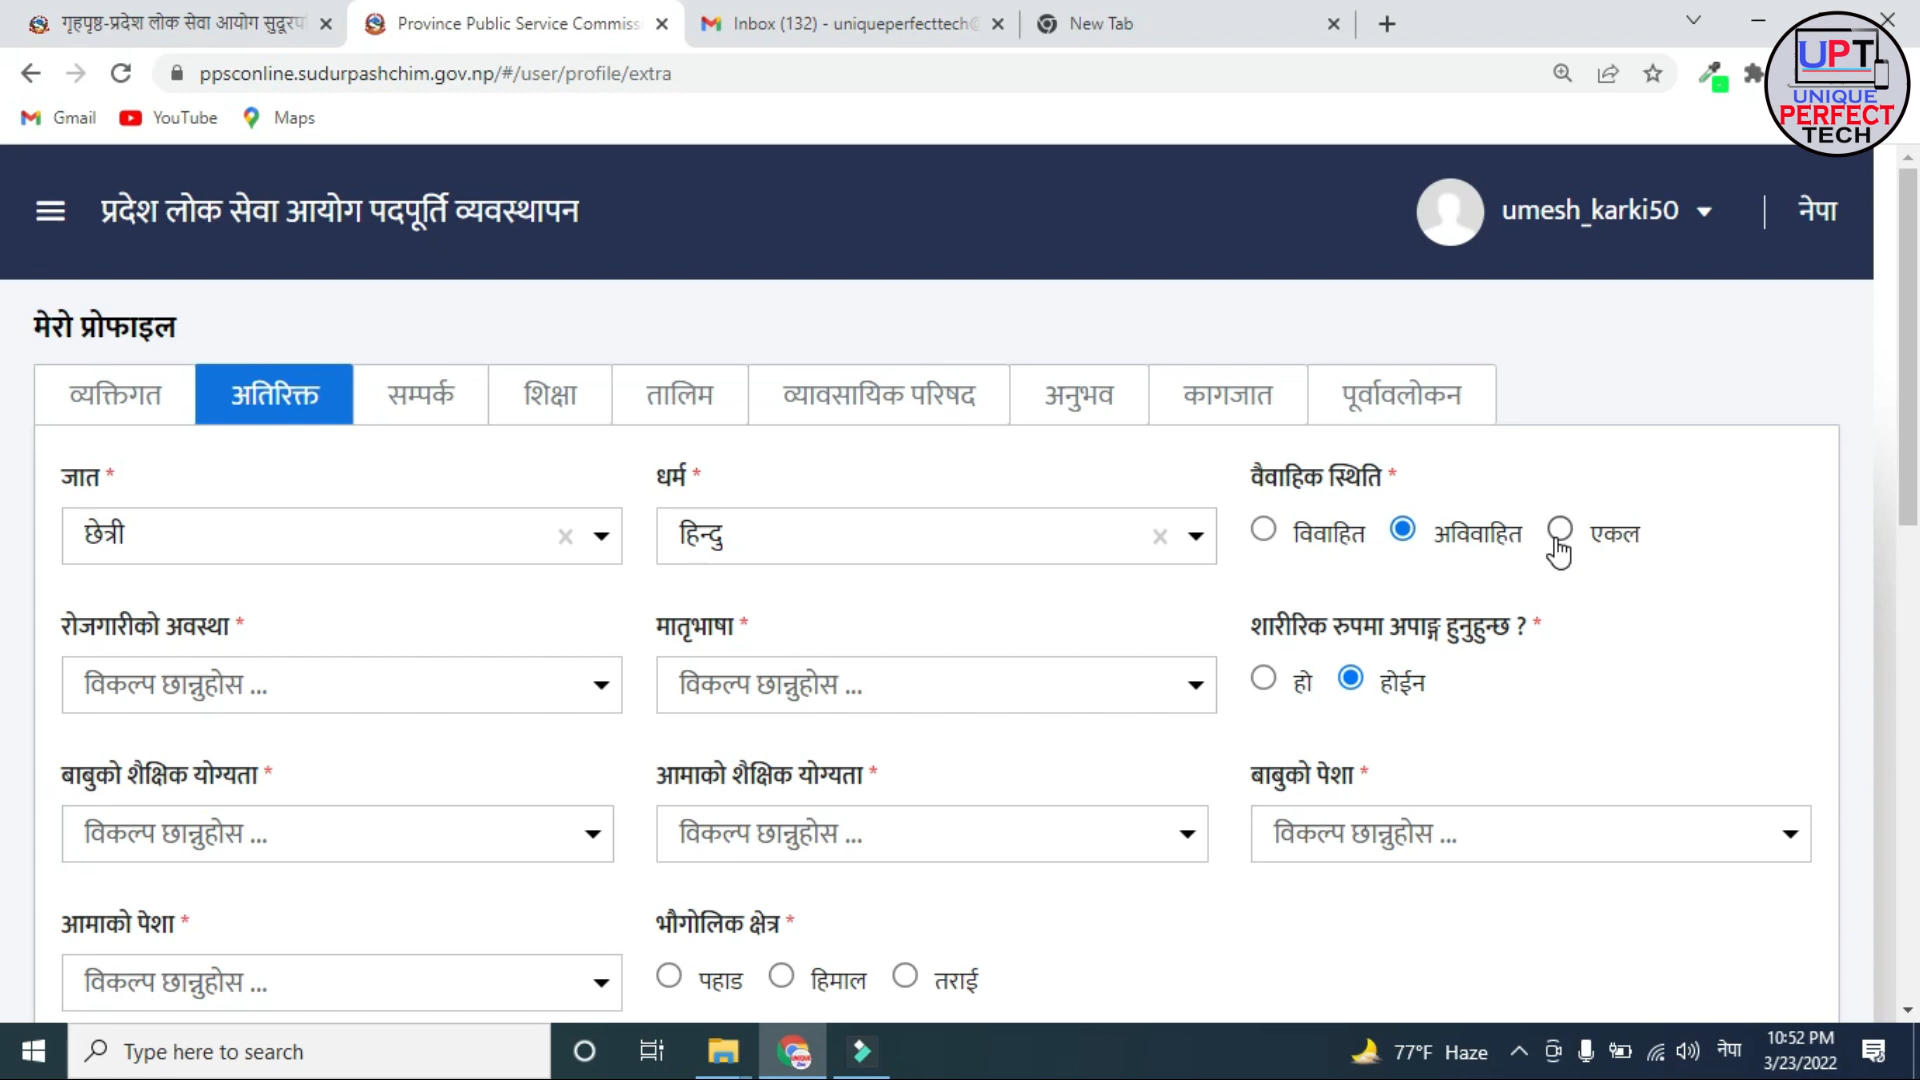 गृहपृष्ठ-प्रदेश लोक सेवा आयोग सुदूरप
Province Public Service Commiss
Inbox (132) - uniqueperfecttech@
New Tab
ppsconline.sudurpashchim.gov.np/#/user/profile/extra
Gmail
YouTube
Maps
UPT
UNIQUE
PERFECT
TECH
प्रदेश लोक सेवा आयोग पदपूर्ति व्यवस्थापन
umesh_karki50
नेपा
मेरो प्रोफाइल
व्यक्तिगत
अतिरिक्त
सम्पर्क
शिक्षा
तालिम
व्यावसायिक परिषद
अनुभव
कागजात
पूर्वावलोकन
जात *
धर्म *
वैवाहिक स्थिति *
छेत्री
हिन्दु
विवाहित
अविवाहित
एकल
रोजगारीको अवस्था *
मातृभाषा *
शारीरिक रुपमा अपाङ्ग हुनुहुन्छ ? *
विकल्प छान्नुहोस ...
विकल्प छान्नुहोस ...
हो
होईन
बाबुको शैक्षिक योग्यता *
आमाको शैक्षिक योग्यता *
बाबुको पेशा *
विकल्प छान्नुहोस ...
विकल्प छान्नुहोस ...
विकल्प छान्नुहोस ...
आमाको पेशा *
भौगोलिक क्षेत्र *
विकल्प छान्नुहोस ...
पहाड
हिमाल
तराई
Type here to search
77°F Haze
नेपा
10:52 PM
3/23/2022